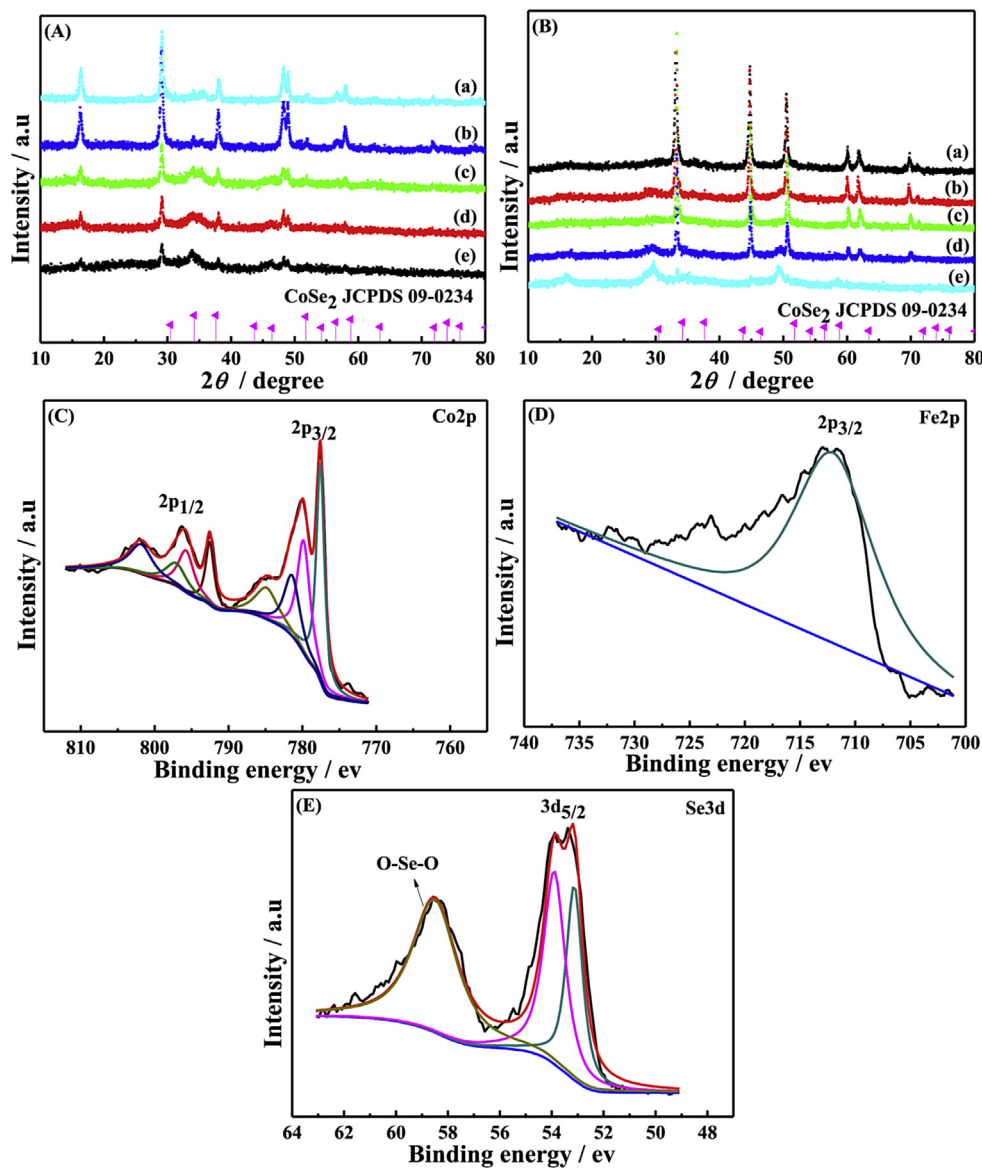 (A)
Intensity / a.u
(a)
(b)
(c)
(d)
(e)
CoSe2 JCPDS 09-0234
10 20 30 40 50 60 70 80
2θ / degree
(B)
Intensity / a.u
(a)
(b)
(c)
(d)
(e)
CoSe2 JCPDS 09-0234
10 20 30 40 50 60 70 80
2θ / degree
(C)
Co2p
2p3/2
2p1/2
Intensity / a.u
810 800 790 780 770 760
Binding energy / ev
(D)
Fe2p
2p3/2
Intensity / a.u
740 735 730 725 720 715 710 705 700
Binding energy / ev
(E)
Se3d
3d5/2
O-Se-O
Intensity / a.u
64 62 60 58 56 54 52 50 48
Binding energy / ev